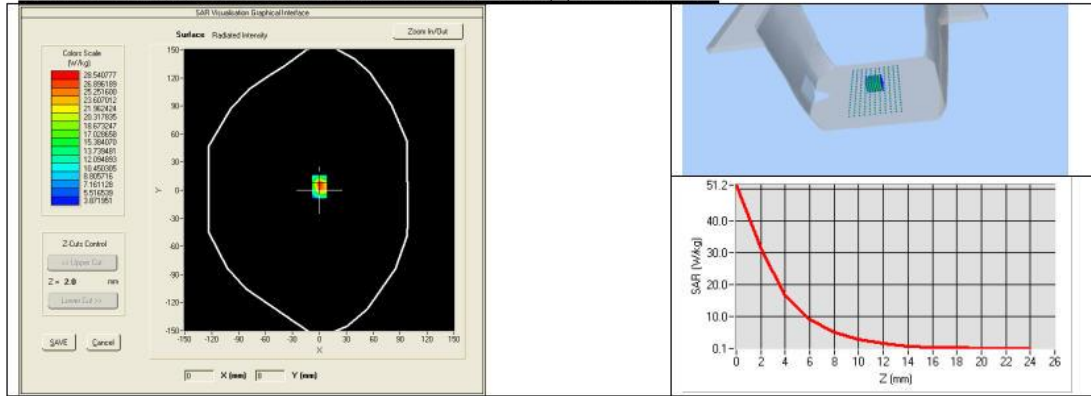 SAR Visualisation Graphical Interface
Surface Radiated Intensity
Zoom In/Out
Colors Scale
(W/kg)
28.540777
26.896189
25.251600
23.607012
21.962424
20.317835
18.673247
17.028658
15.384070
13.739481
12.094893
10.450305
8.805716
7.161128
5.516539
3.871951
Z-Cuts Control
<< Upper Cut
Z = 2.0 mm
Lower Cut >>
SAVE Cancel
150
120
90
60
30
0
-30
-60
-90
-120
-150
Y
-150 -120 -90 -60 -30 0 30 60 90 120 150
X
0 X (mm) 8 Y (mm)
51.2
40.0
30.0
20.0
10.0
0.1
SAR (W/kg)
0 2 4 6 8 10 12 14 16 18 20 22 24 26
Z (mm)